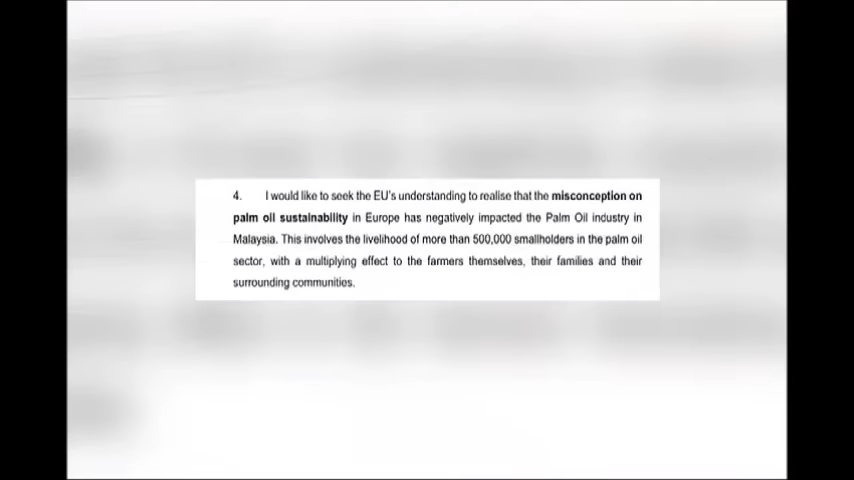 4. I would like to seek the EU's understanding to realise that the misconception on
palm oil sustainability in Europe has negatively impacted the Palm Oil industry in
Malaysia. This involves the livelihood of more than 500,000 smallholders in the palm oil
sector, with a multiplying effect to the farmers themselves, their families and their
surrounding communities.